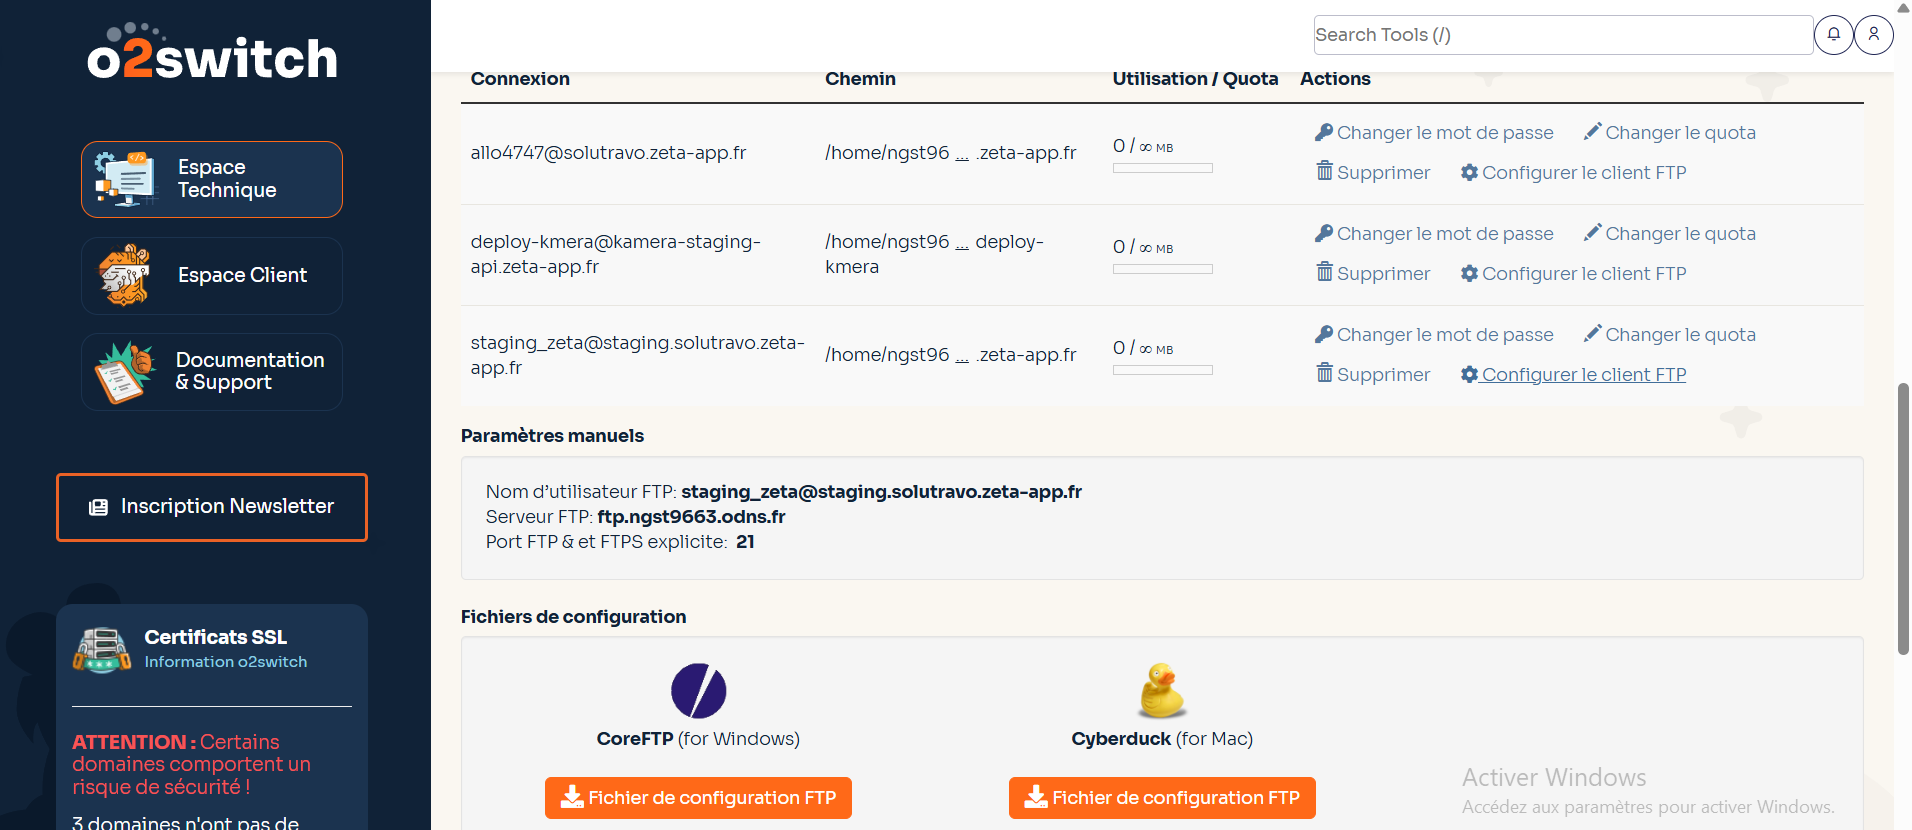 o2switch
Search Tools (/)
Espace
Technique
Espace Client
Documentation
& Support
Inscription Newsletter
Certificats SSL
Information o2switch
ATTENTION : Certains
domaines comportent un
risque de sécurité !
3 domaines n'ont pas de
Connexion Chemin Utilisation / Quota Actions
allo4747@solutravo.zeta-app.fr /home/ngst96 ... .zeta-app.fr 0 / ∞ MB
Changer le mot de passe Changer le quota
Supprimer Configurer le client FTP
deploy-kmera@kamera-staging-
api.zeta-app.fr
/home/ngst96 ... deploy-
kmera
0 / ∞ MB
Changer le mot de passe Changer le quota
Supprimer Configurer le client FTP
staging_zeta@staging.solutravo.zeta-
app.fr
/home/ngst96 ... .zeta-app.fr
0 / ∞ MB
Changer le mot de passe Changer le quota
Supprimer Configurer le client FTP
Paramètres manuels
Nom d’utilisateur FTP: staging_zeta@staging.solutravo.zeta-app.fr
Serveur FTP: ftp.ngst9663.odns.fr
Port FTP & et FTPS explicite: 21
Fichiers de configuration
CoreFTP (for Windows)
Fichier de configuration FTP
Cyberduck (for Mac)
Fichier de configuration FTP
Activer Windows
Accédez aux paramètres pour activer Windows.